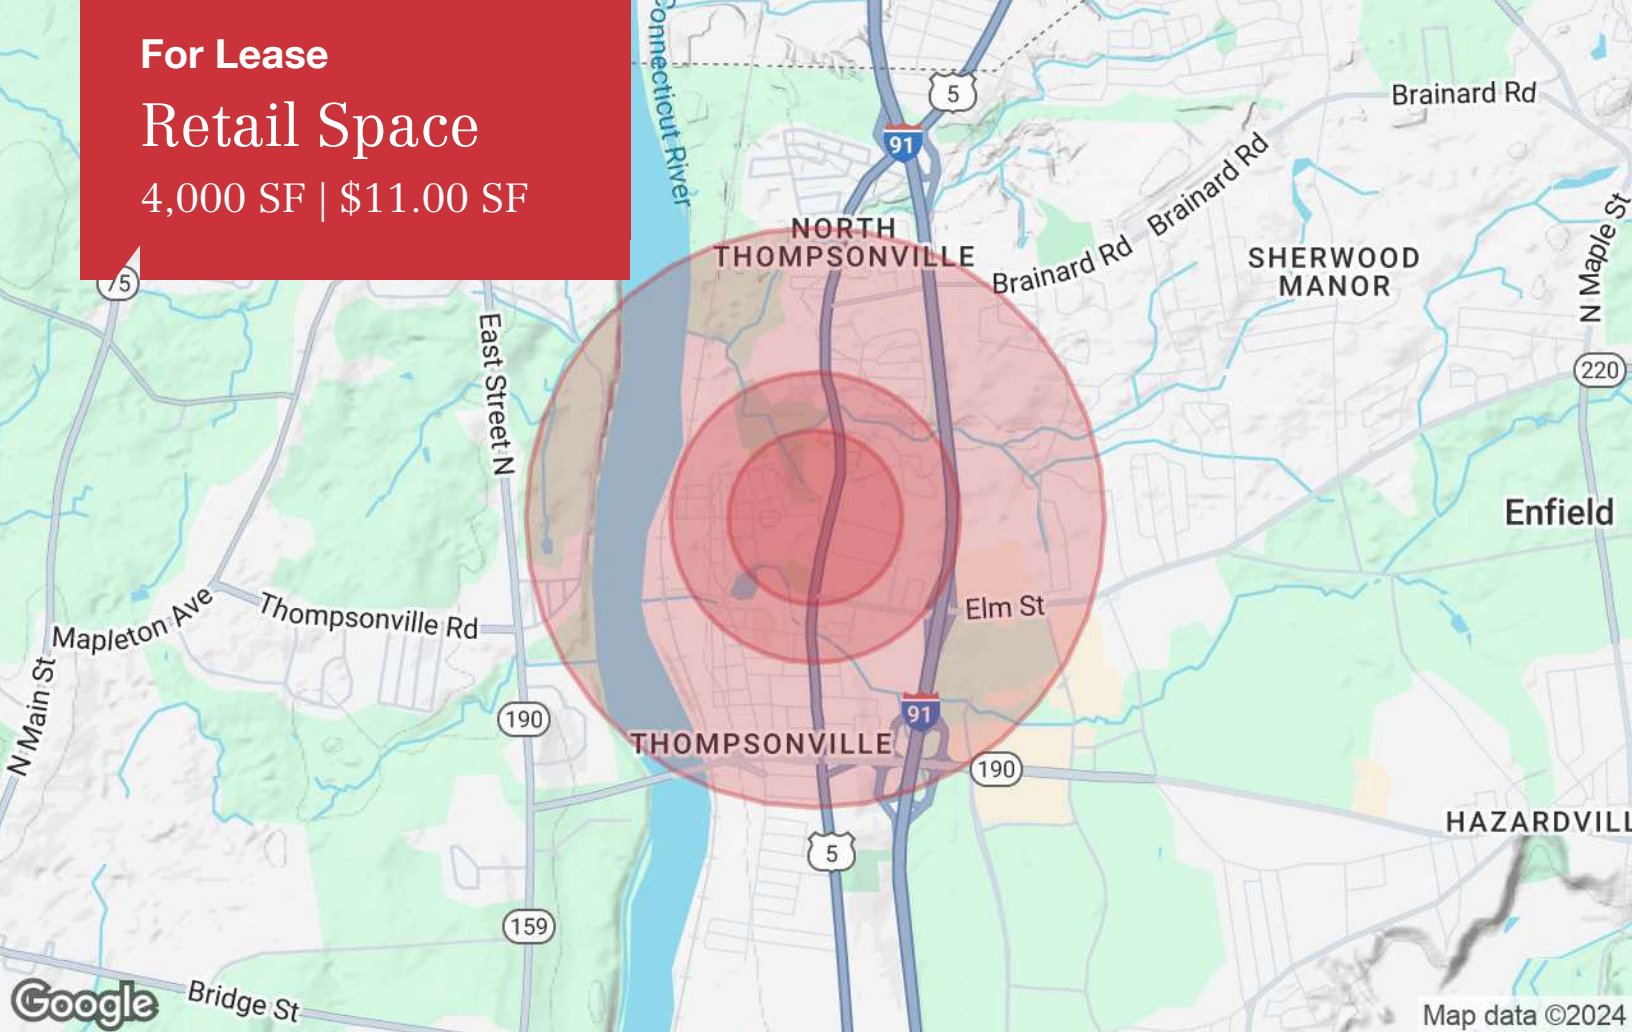 For Lease
Retail Space
4,000 SF | $11.00 SF
Connecticut River
5
91
Brainard Rd
Brainard Rd
Brainard Rd
N Maple St
NORTH
THOMPSONVILLE
SHERWOOD
MANOR
75
East Street N
220
Enfield
Elm St
Mapleton Ave
Thompsonville Rd
N Main St
190
91
THOMPSONVILLE
190
HAZARDVILL
5
159
Bridge St
Google
Map data ©2024